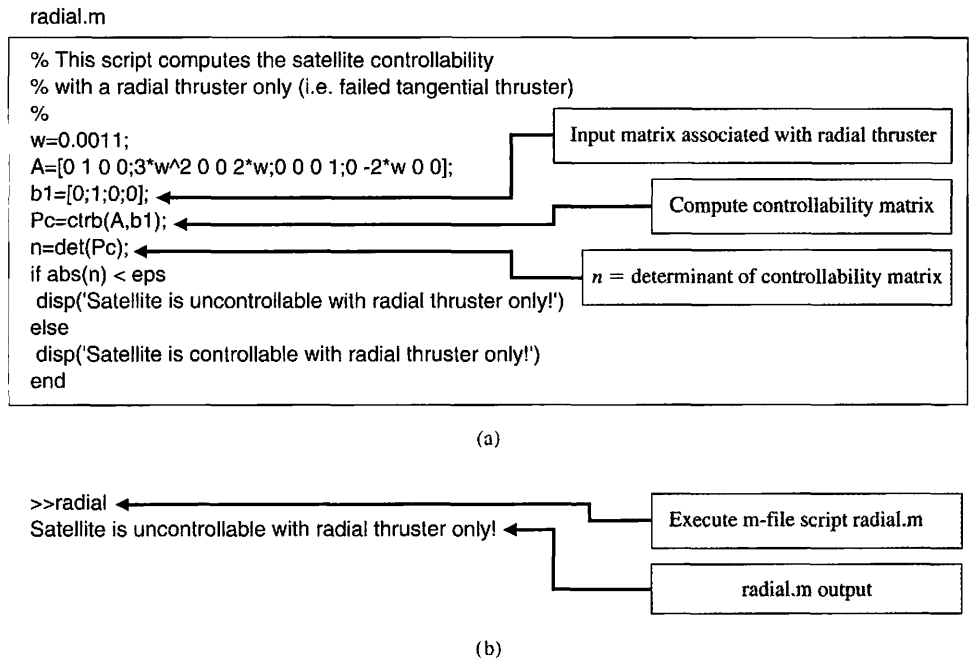 radial.m
% This script computes the satellite controllability
% with a radial thruster only (i.e. failed tangential thruster)
%
w=0.0011;
A=[0 1 0 0;3*w^2 0 0 2*w;0 0 0 1;0 -2*w 0 0];
b1=[0;1;0;0];
Pc=ctrb(A,b1);
n=det(Pc);
if abs(n) < eps
disp('Satellite is uncontrollable with radial thruster only!')
else
disp('Satellite is controllable with radial thruster only!')
end
Input matrix associated with radial thruster
Compute controllability matrix
n = determinant of controllability matrix
(a)
>>radial
Satellite is uncontrollable with radial thruster only!
Execute m-file script radial.m
radial.m output
(b)